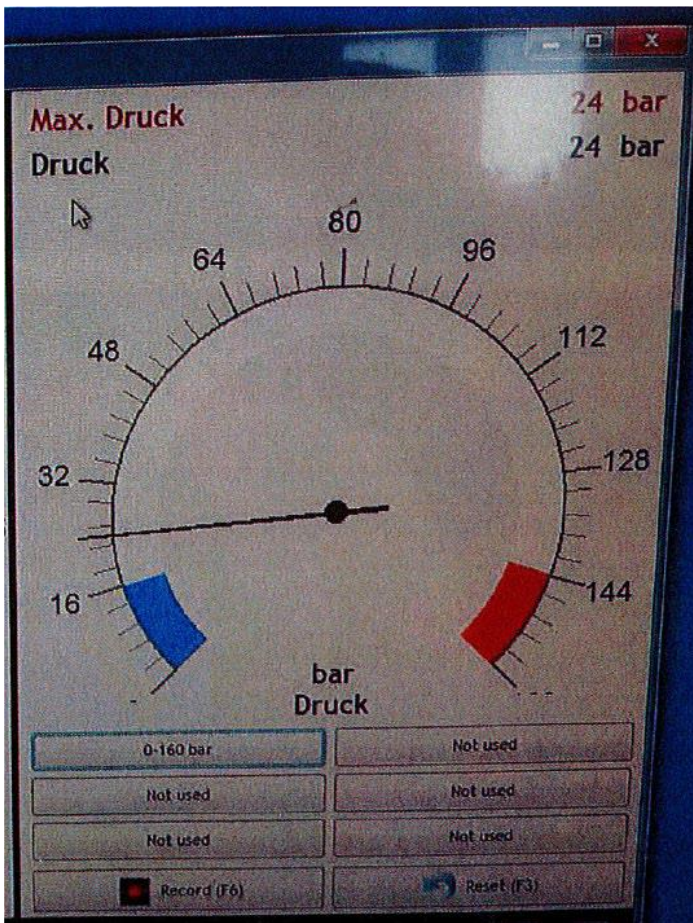 Max. Druck 24 bar
Druck 24 bar
80
64 96
48 112
32 128
16 144
- --
bar
Druck
0-160 bar Not used
Not used Not used
Not used Not used
Record (F6) Reset (F3)